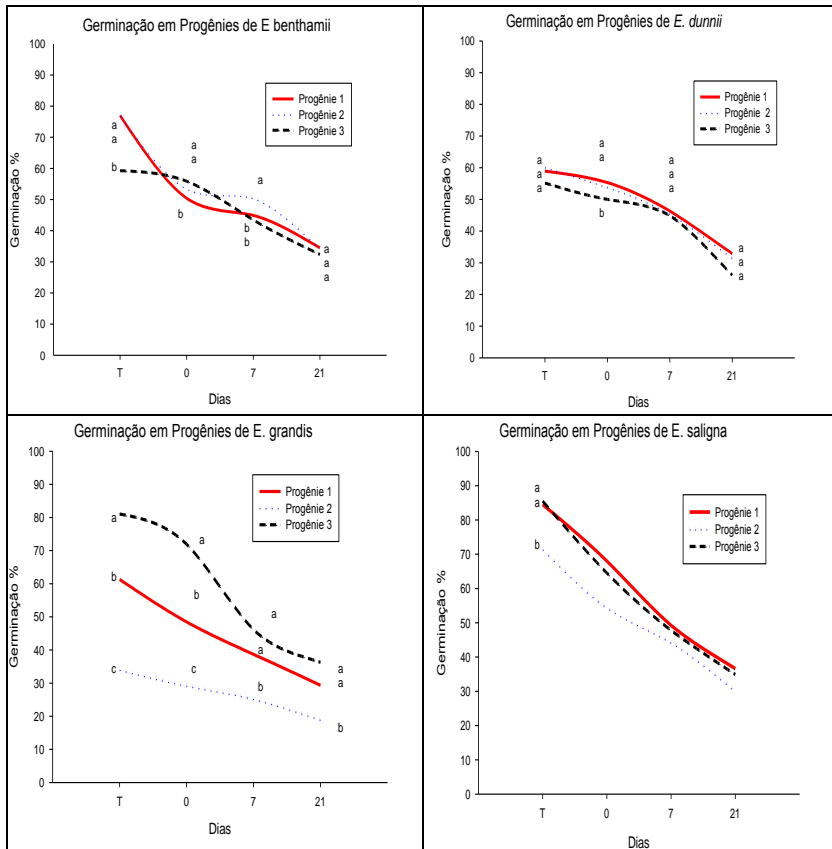 Germinação em Progênies de E benthamii
100
90
80
70
60
50
40
30
20
10
0
Germinação %
Progênie 1
Progênie 2
Progênie 3
a
a
b
a
a
b
a
b
b
a
a
a
T
0
7
21
Dias
Germinação em Progênies de E. dunnii
100
90
80
70
60
50
40
30
20
10
0
Germinação %
Progênie 1
Progênie 2
Progênie 3
a
a
a
a
a
b
a
a
a
a
a
a
T
0
7
21
Dias
Germinação em Progênies de E. grandis
100
90
80
70
60
50
40
30
20
10
0
Germinação %
Progênie 1
Progênie 2
Progênie 3
a
b
c
a
b
c
a
a
b
a
a
b
T
0
7
21
Dias
Germinação em Progênies de E. saligna
100
90
80
70
60
50
40
30
20
10
0
Germinação %
Progênie 1
Progênie 2
Progênie 3
a
a
b
T
0
7
21
Dias